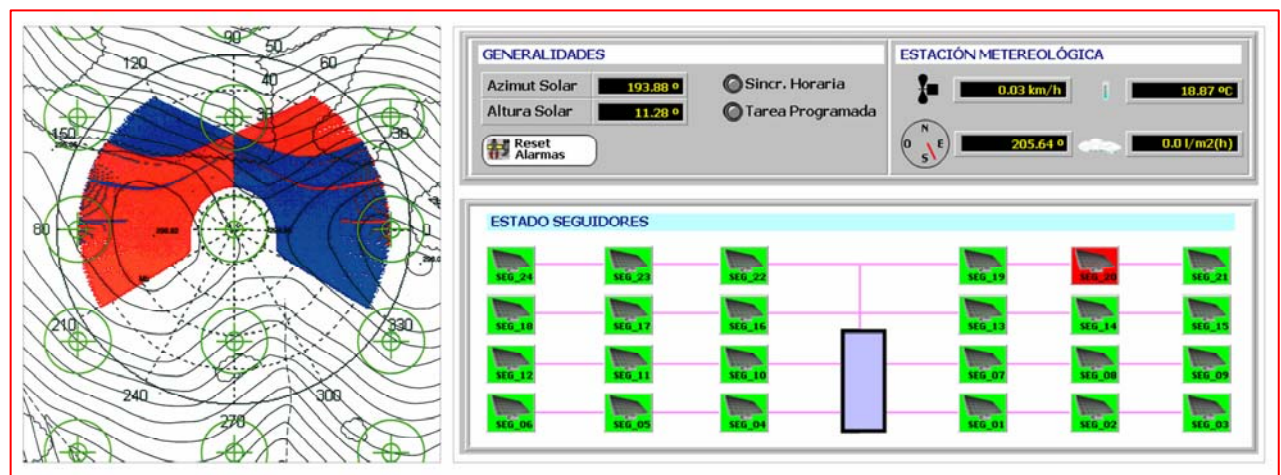 90
50
120
60
40
30
150
30
80
0
210
330
240
300
270
GENERALIDADES
Azimut Solar 193.88 º
Altura Solar 11.28 º
Sincr. Horaria
Tarea Programada
Reset
Alarmas
ESTACIÓN METEREOLÓGICA
0.03 km/h
18.87 ºC
N
O E
S
205.64 º
0.0 l/m2(h)
ESTADO SEGUIDORES
SEG_24 SEG_23 SEG_22 SEG_19 SEG_20 SEG_21
SEG_18 SEG_17 SEG_16 SEG_13 SEG_14 SEG_15
SEG_12 SEG_11 SEG_10 SEG_07 SEG_08 SEG_09
SEG_06 SEG_05 SEG_04 SEG_01 SEG_02 SEG_03